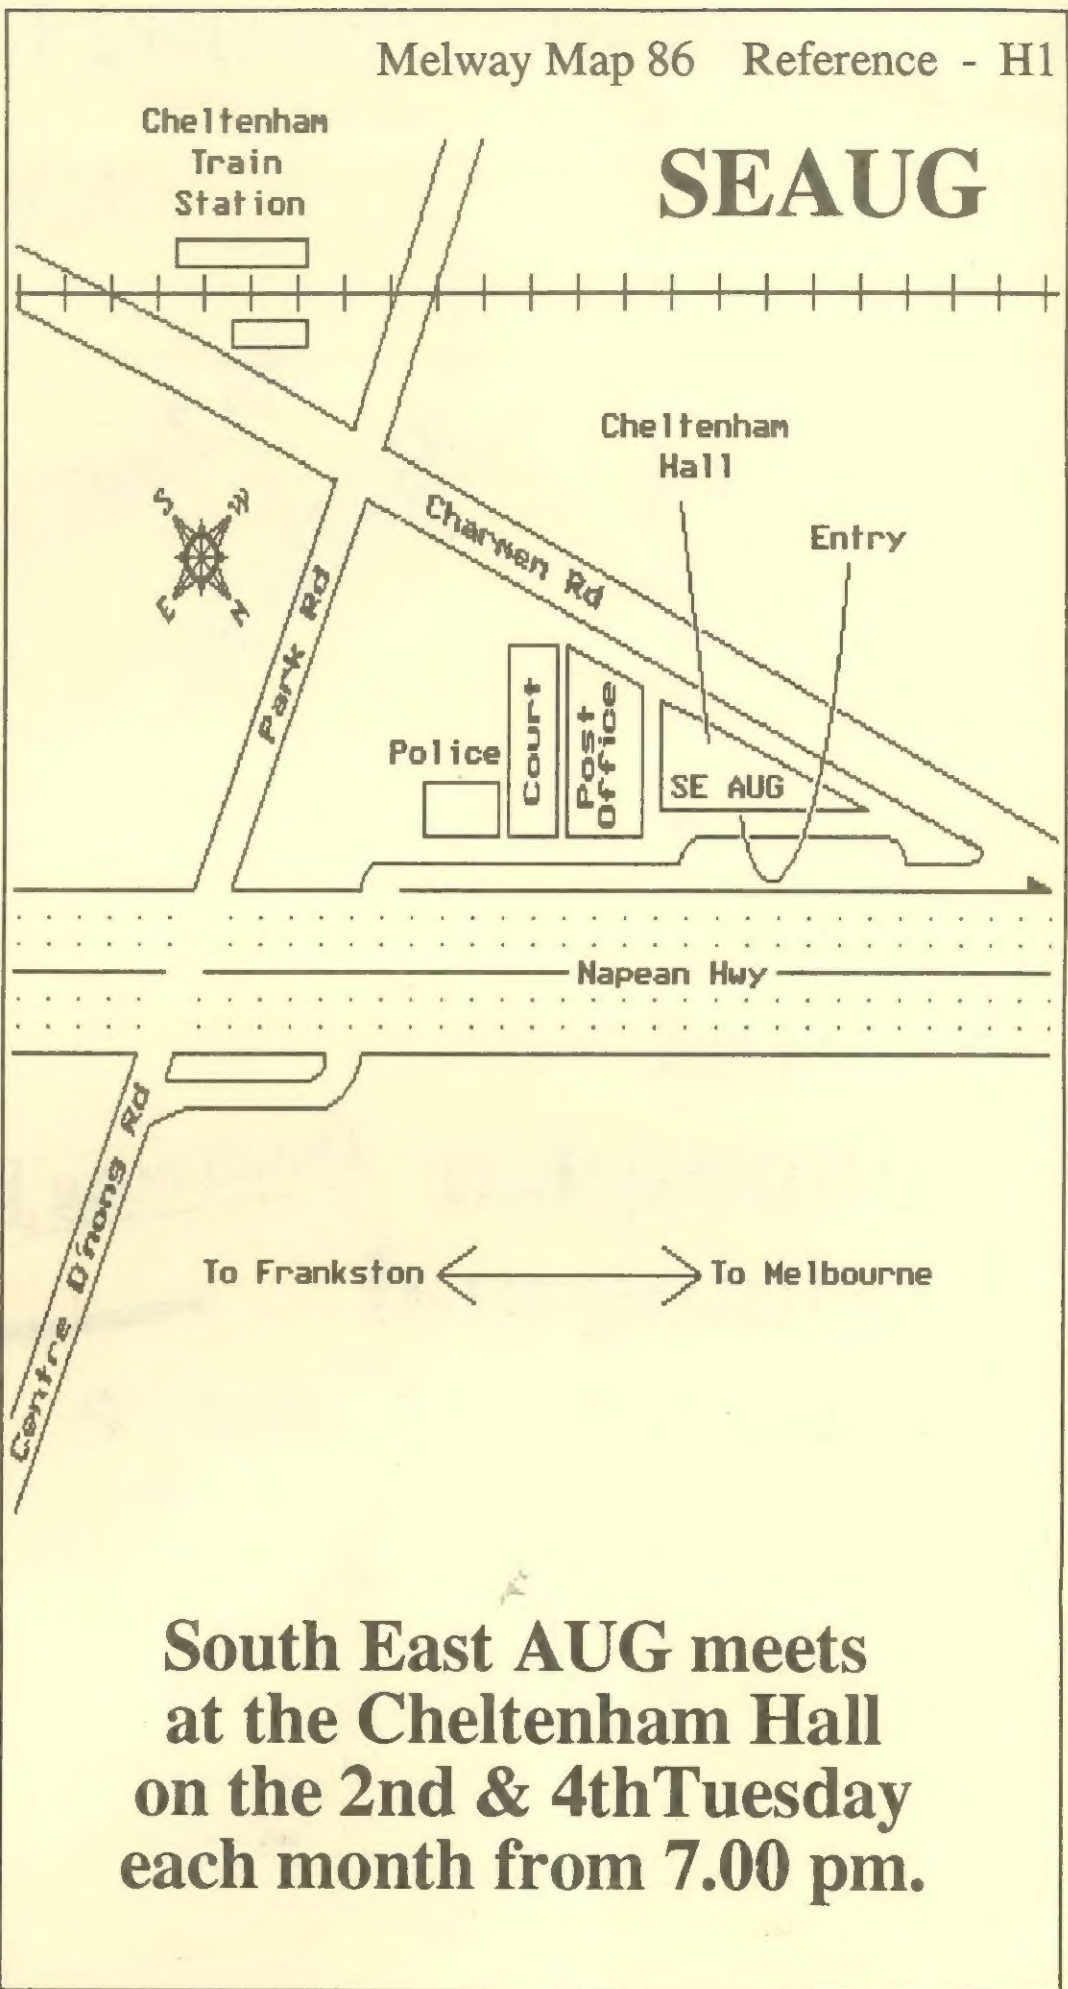 Melway Map 86 Reference - H1
SEAUG
Cheltenham
Train
Station
Cheltenham
Hall
Entry
Charmen Rd
S W
E N
Park Rd
Police
Court
Post
Office
SE AUG
Napean Hwy
Centre D'nong Rd
To Frankston
To Melbourne
South East AUG meets
at the Cheltenham Hall
on the 2nd & 4thTuesday
each month from 7.00 pm.